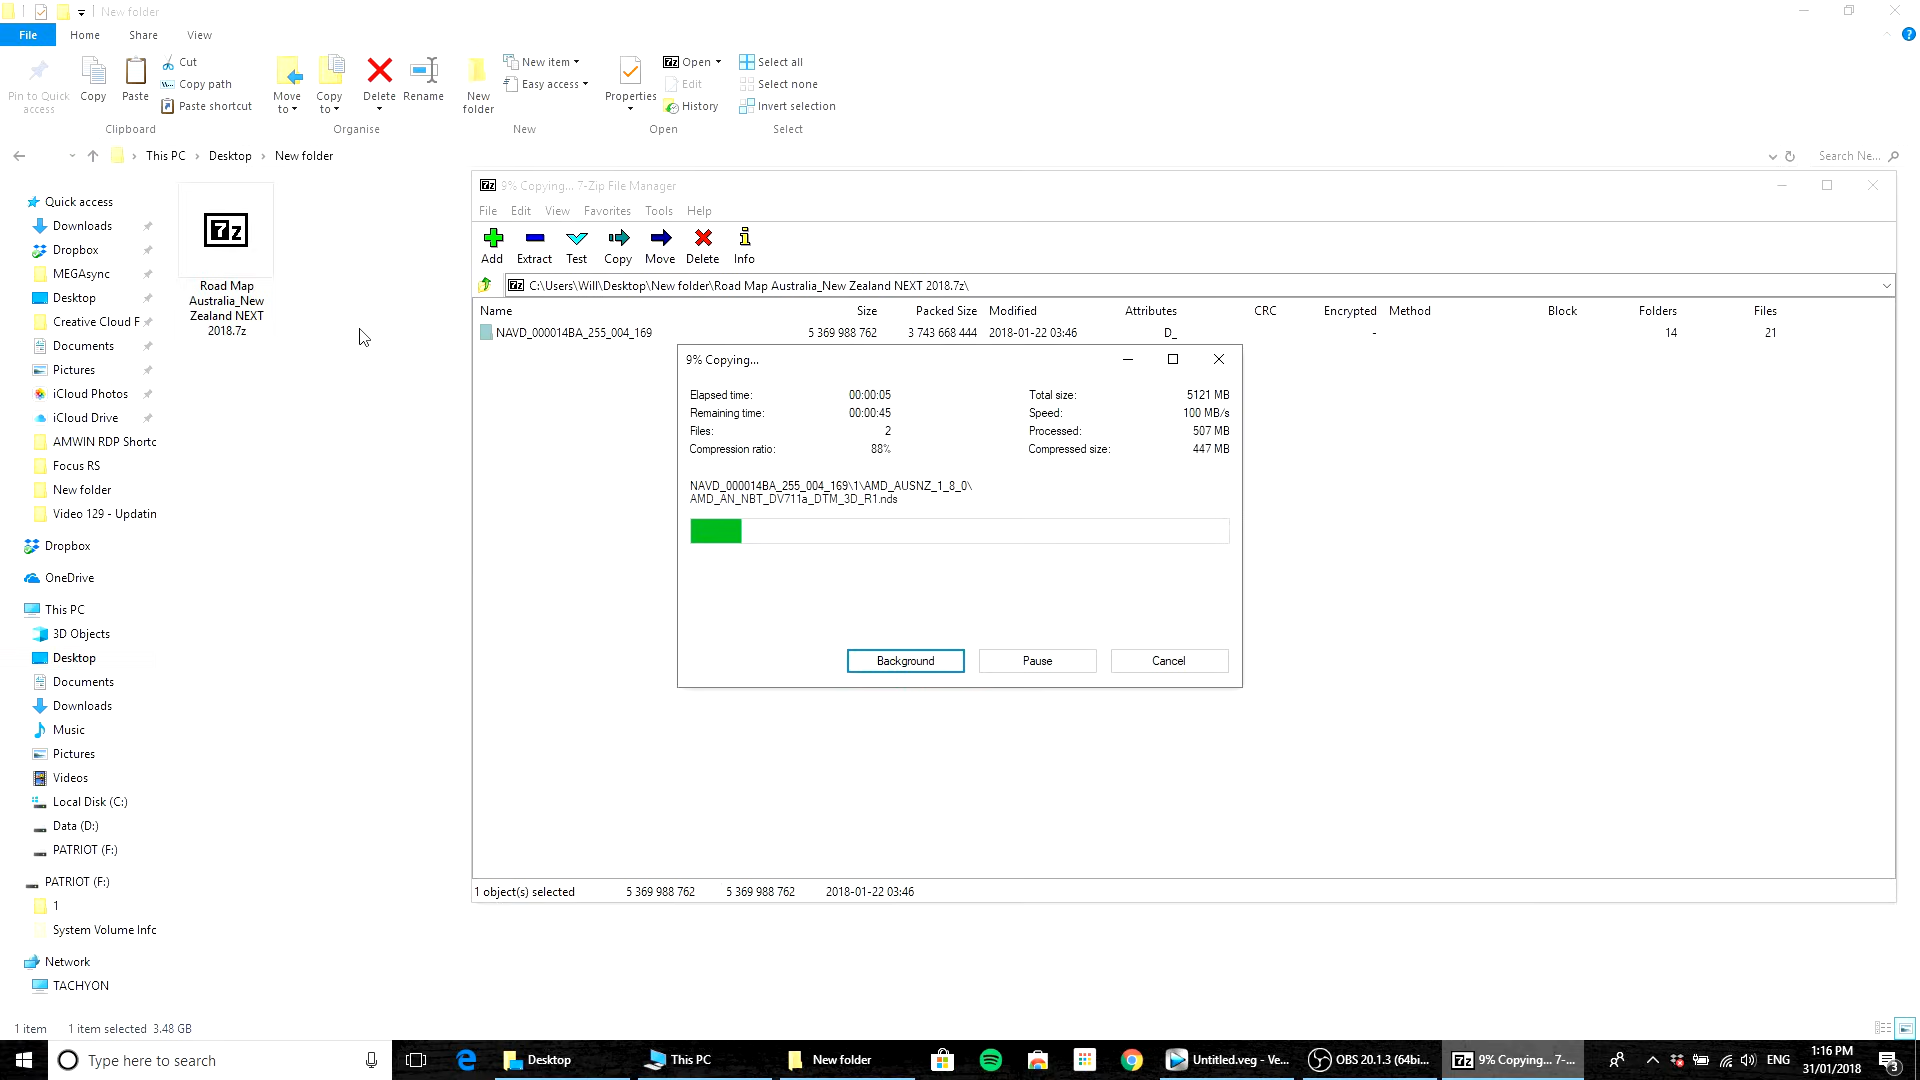 New folder
File
Home
Share
View
Pin to Quick access
Copy
Paste
Cut
Copy path
Paste shortcut
Clipboard
Move to
Copy to
Delete
Rename
Organise
New folder
New item
Easy access
New
Properties
Open
Edit
History
Open
Select all
Select none
Invert selection
Select
This PC > Desktop > New folder
Search Ne...
Quick access
Downloads
Dropbox
MEGAsync
Desktop
Creative Cloud F
Documents
Pictures
iCloud Photos
iCloud Drive
AMWIN RDP Shortc
Focus RS
New folder
Video 129 - Updatin
Dropbox
OneDrive
This PC
3D Objects
Desktop
Documents
Downloads
Music
Pictures
Videos
Local Disk (C:)
Data (D:)
PATRIOT (F:)
PATRIOT (F:)
1
System Volume Infc
Network
TACHYON
7z
Road Map
Australia_New
Zealand NEXT
2018.7z
1 item 1 item selected 3.48 GB
7z 9% Copying... 7-Zip File Manager
File Edit View Favorites Tools Help
Add Extract Test Copy Move Delete Info
7z C:\Users\Will\Desktop\New folder\Road Map Australia_New Zealand NEXT 2018.7z\
Name Size Packed Size Modified Attributes CRC Encrypted Method Block Folders Files
NAVD_000014BA_255_004_169 5 369 988 762 3 743 668 444 2018-01-22 03:46 D_ - 14 21
9% Copying...
Elapsed time: 00:00:05 Total size: 5121 MB
Remaining time: 00:00:45 Speed: 100 MB/s
Files: 2 Processed: 507 MB
Compression ratio: 88% Compressed size: 447 MB
NAVD_000014BA_255_004_169\1\AMD_AUSNZ_1_8_0\
AMD_AN_NBT_DV711a_DTM_3D_R1.nds
Background Pause Cancel
1 object(s) selected 5 369 988 762 5 369 988 762 2018-01-22 03:46
Type here to search
Desktop
This PC
New folder
Untitled.veg - Ve...
OBS 20.1.3 (64bi...
7z 9% Copying... 7-...
ENG
1:16 PM
31/01/2018
3